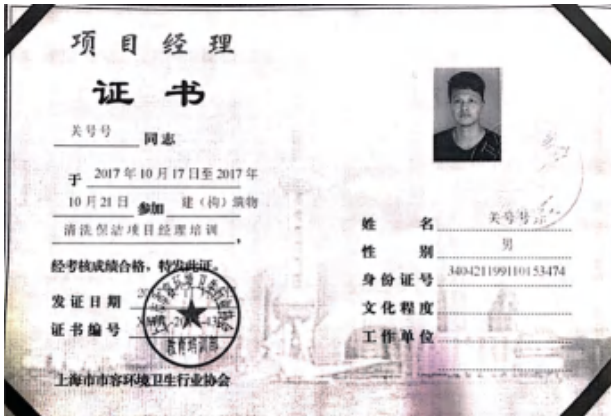 项目经理
证书
关号号 同志
于 2017年10月17日至2017年
10月21日 参加 建(构)筑物
清洗保洁项目经理培训,
经考核成绩合格，特发此证。
发证日期
证书编号
教育培训部
上海市市容环境卫生行业协会
姓名 关号号
性别 男
身份证号 340421199110153474
文化程度
工作单位